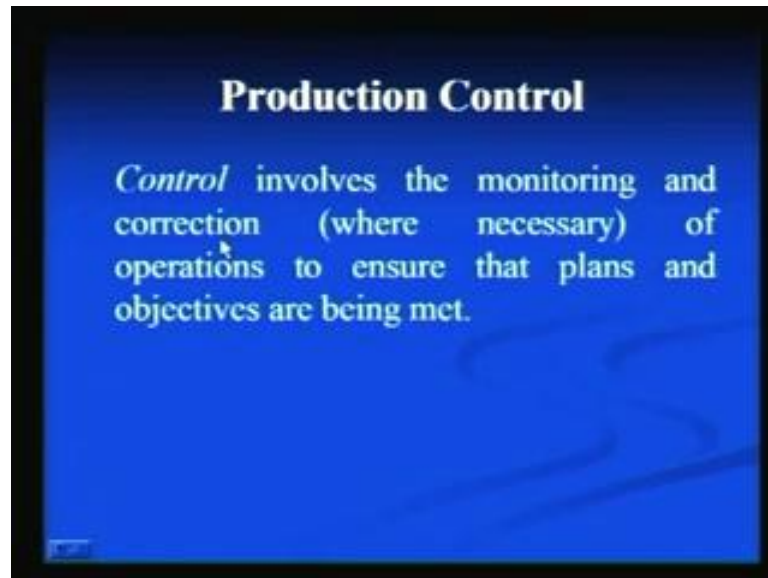 Production Control
Control involves the monitoring and
correction (where necessary) of
operations to ensure that plans and
objectives are being met.